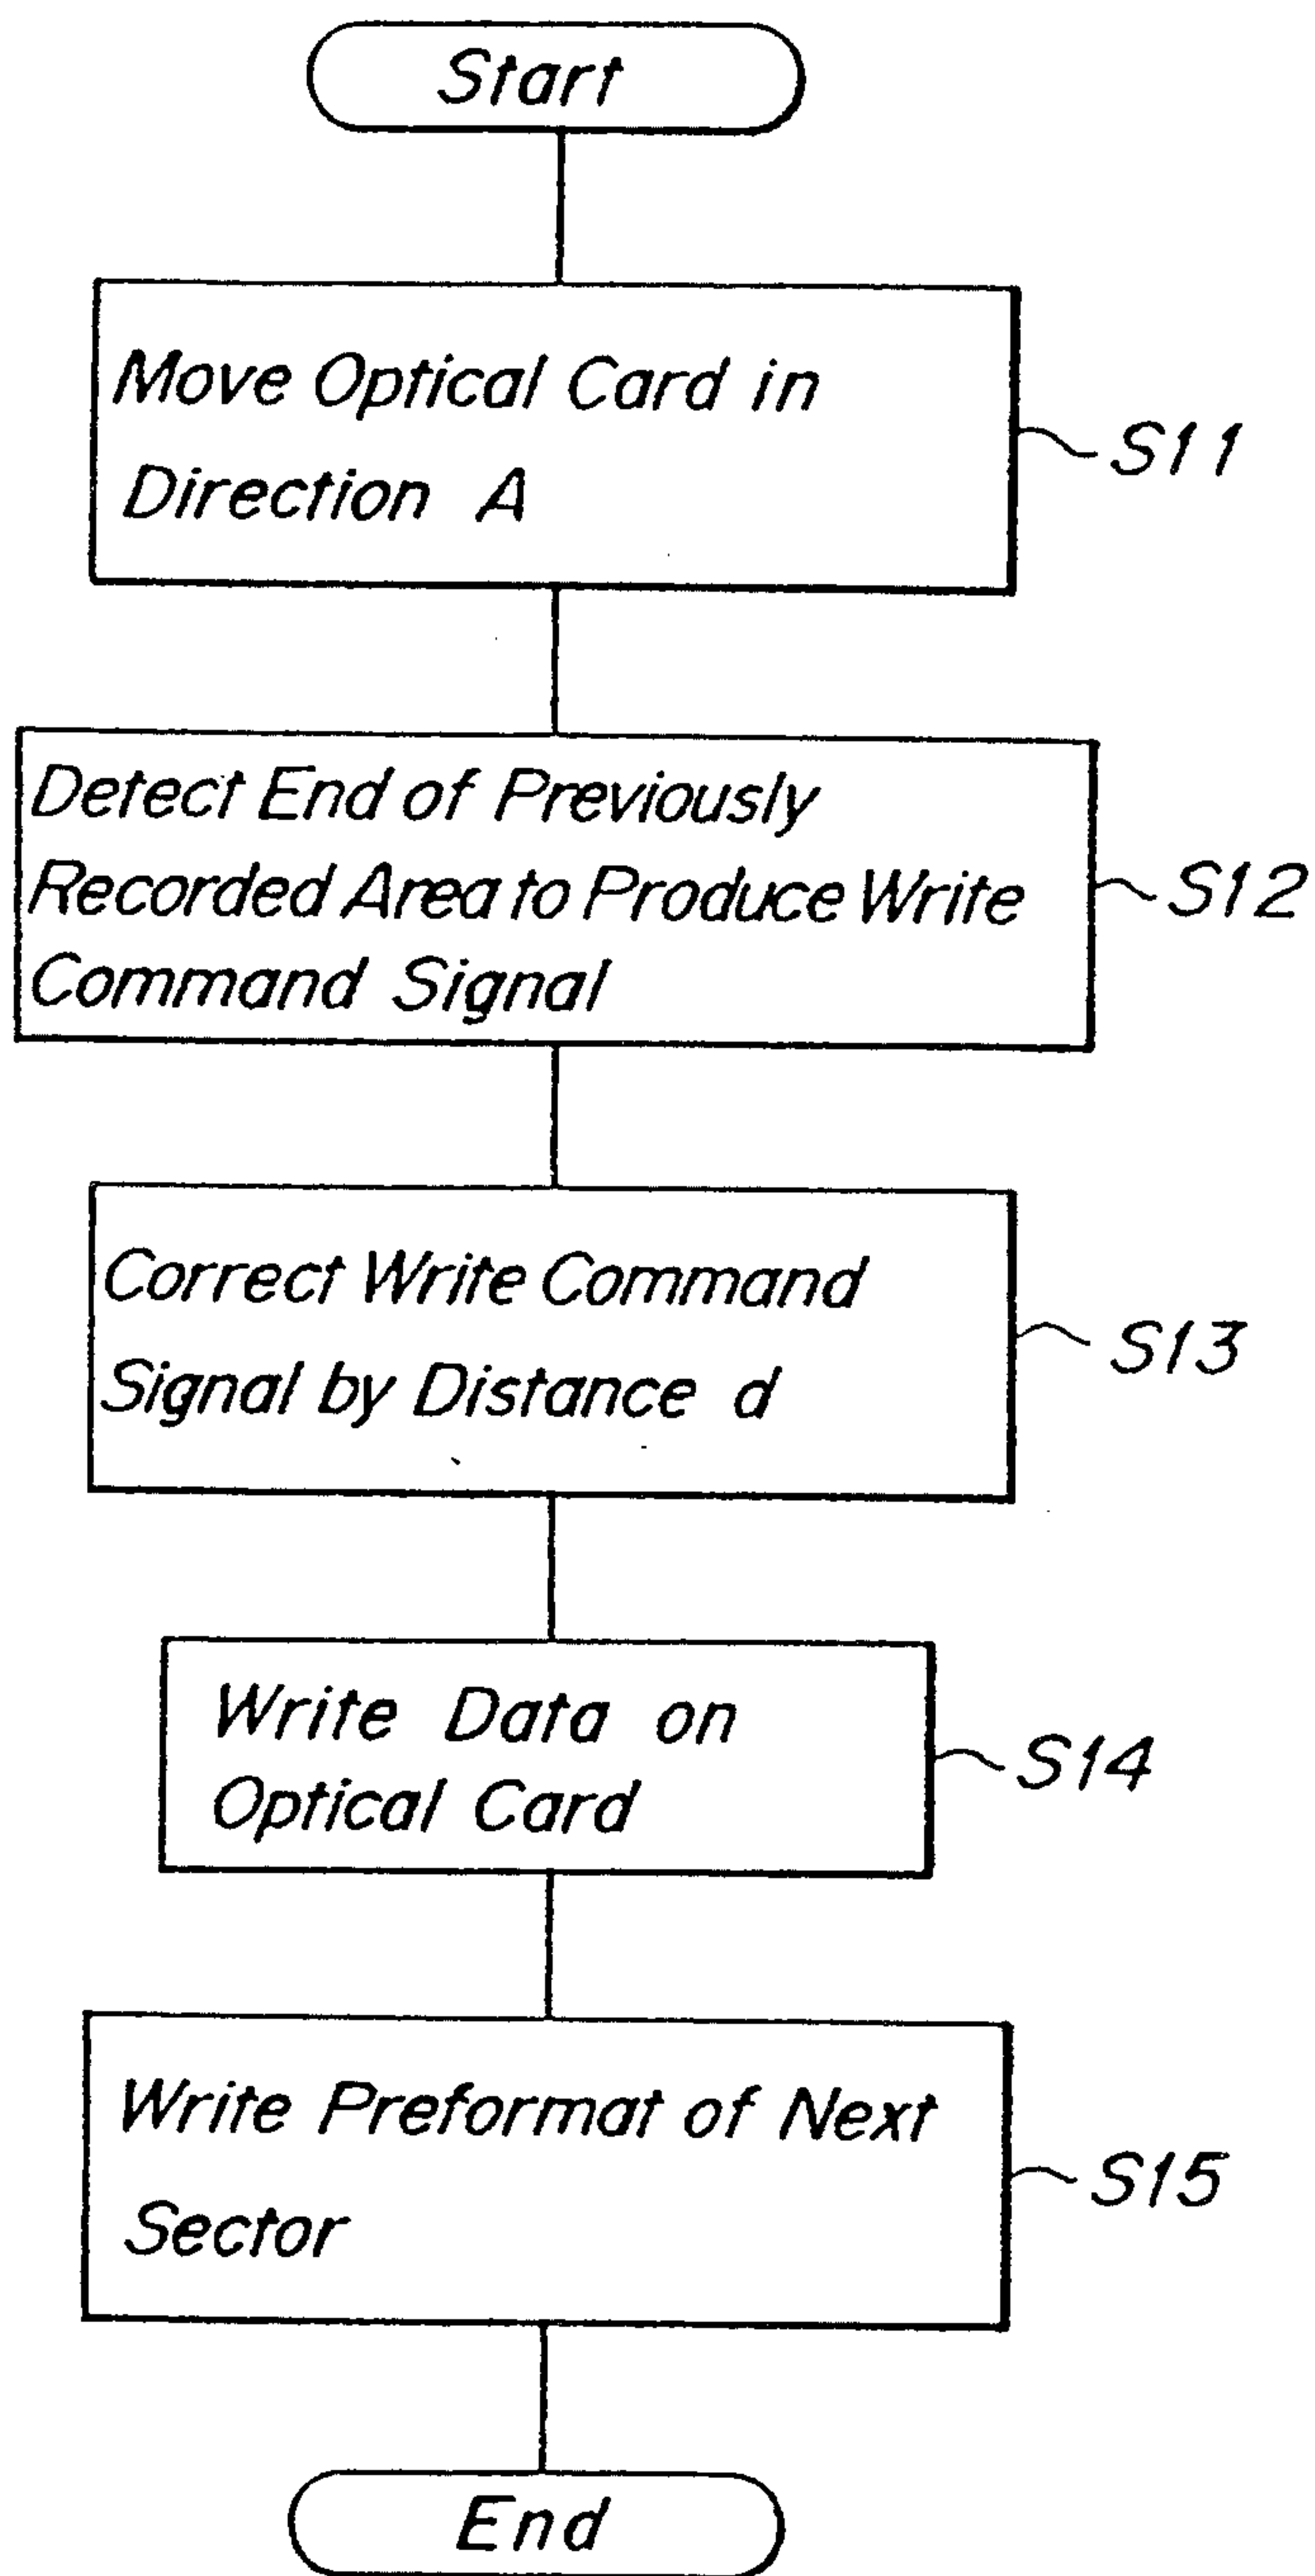 Start
Move Optical Card in
Direction A
S11
Detect End of Previously
Recorded Area to Produce Write
Command Signal
S12
Correct Write Command
Signal by Distance d
S13
Write Data on
Optical Card
S14
Write Preformat of Next
Sector
S15
End